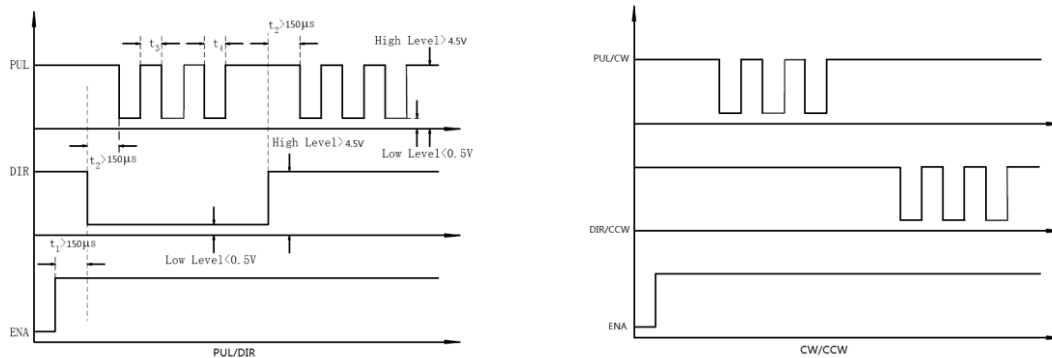 t2>150µs
t3
t4
High Level>4.5V
PUL
t2>150µs
High Level>4.5V
Low Level<0.5V
DIR
t1>150µs
Low Level<0.5V
ENA
PUL/DIR
PUL/CW
DIR/CCW
ENA
CW/CCW